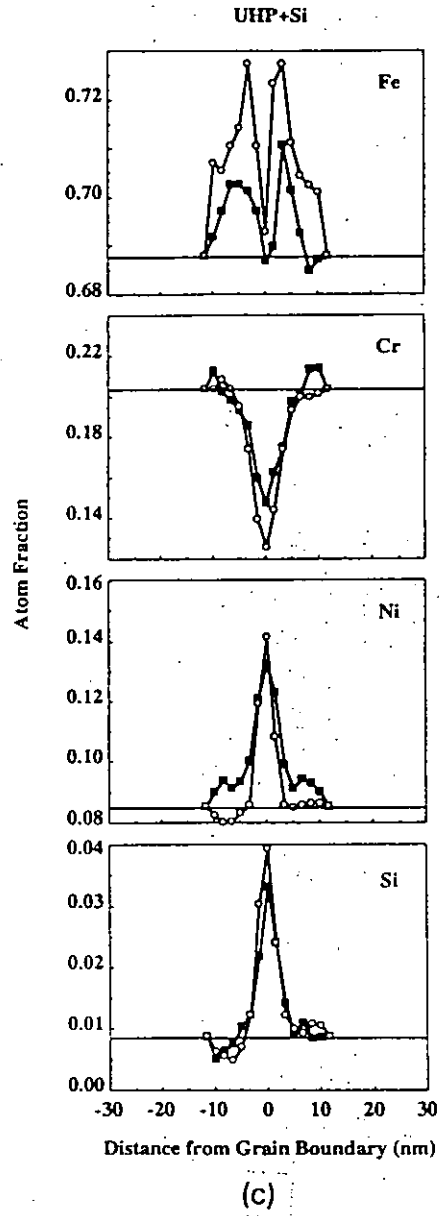 UHP+Si
Fe
0.72
0.70
0.68
Cr
0.22
0.18
0.14
Atom Fraction
Ni
0.16
0.14
0.12
0.10
0.08
Si
0.04
0.03
0.02
0.01
0.00
-30 -20 -10 0 10 20 30
Distance from Grain Boundary (nm)
(c)